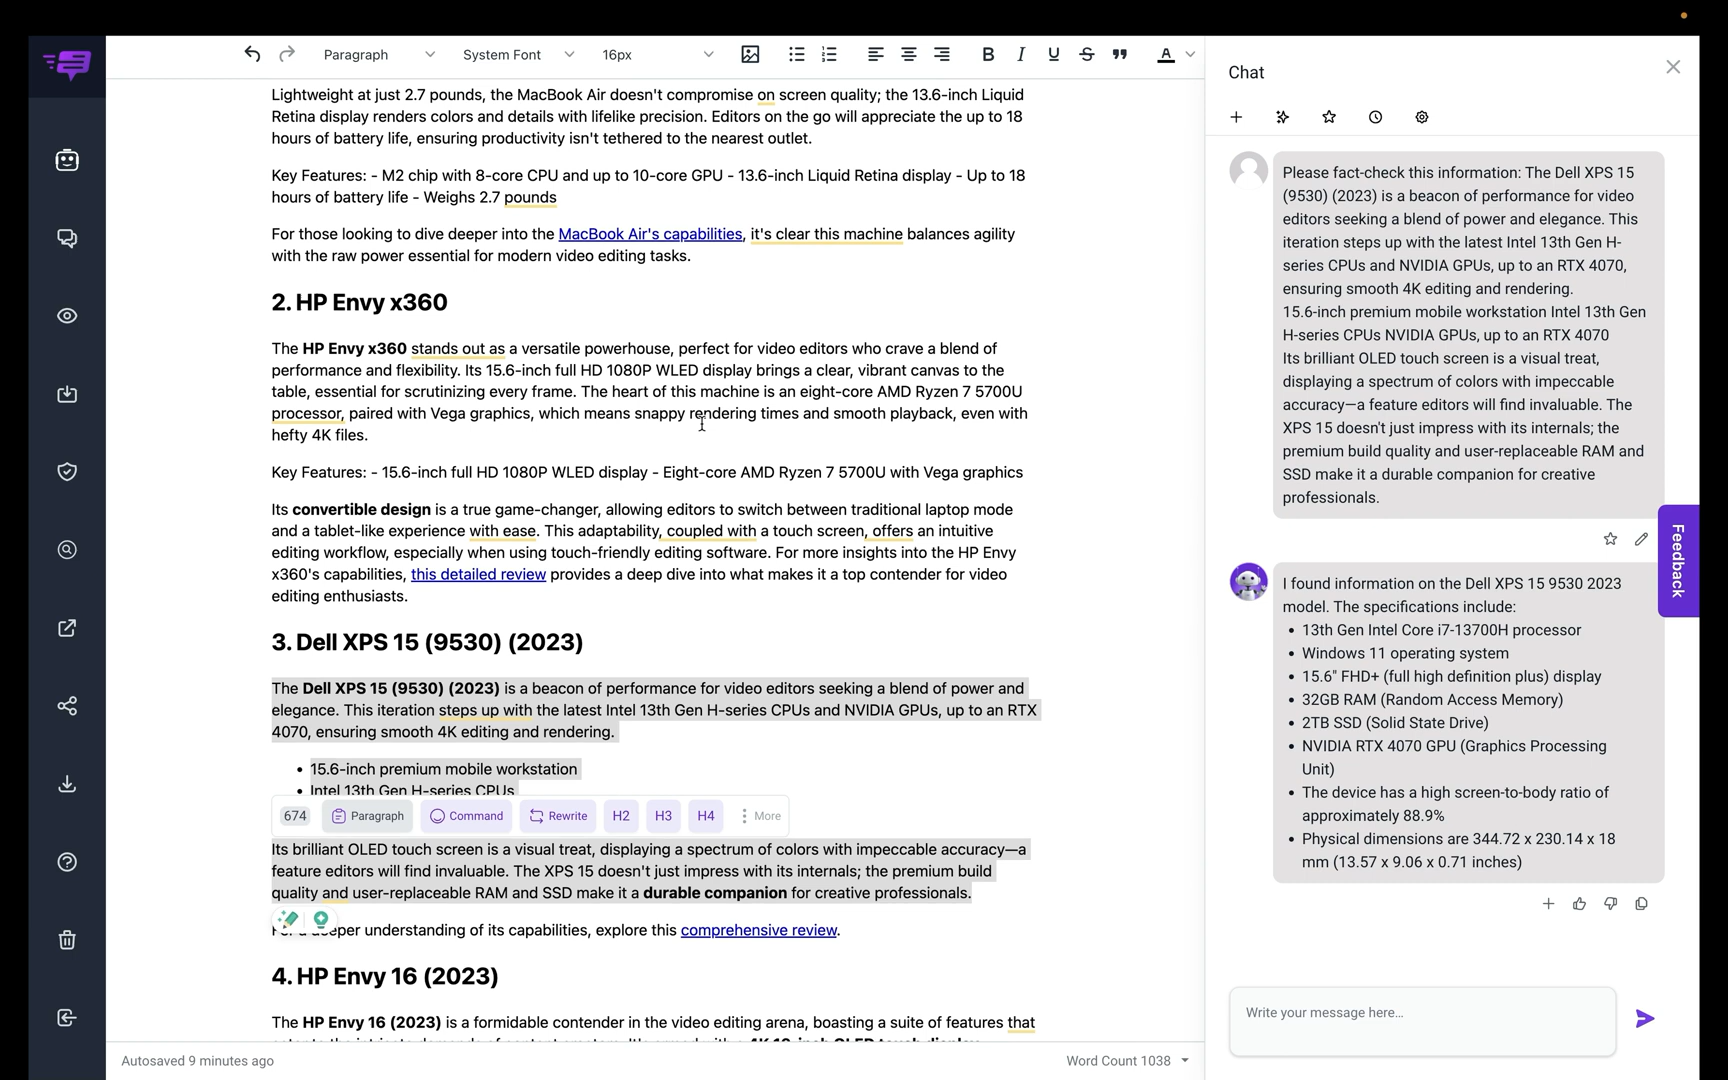 Paragraph
System Font
16px
B
I
U
S
A
Lightweight at just 2.7 pounds, the MacBook Air doesn't compromise on screen quality; the 13.6-inch Liquid
Retina display renders colors and details with lifelike precision. Editors on the go will appreciate the up to 18
hours of battery life, ensuring productivity isn't tethered to the nearest outlet.
Key Features: - M2 chip with 8-core CPU and up to 10-core GPU - 13.6-inch Liquid Retina display - Up to 18
hours of battery life - Weighs 2.7 pounds
For those looking to dive deeper into the MacBook Air's capabilities, it's clear this machine balances agility
with the raw power essential for modern video editing tasks.
2. HP Envy x360
The HP Envy x360 stands out as a versatile powerhouse, perfect for video editors who crave a blend of
performance and flexibility. Its 15.6-inch full HD 1080P WLED display brings a clear, vibrant canvas to the
table, essential for scrutinizing every frame. The heart of this machine is an eight-core AMD Ryzen 7 5700U
processor, paired with Vega graphics, which means snappy rendering times and smooth playback, even with
hefty 4K files.
Key Features: - 15.6-inch full HD 1080P WLED display - Eight-core AMD Ryzen 7 5700U with Vega graphics
Its convertible design is a true game-changer, allowing editors to switch between traditional laptop mode
and a tablet-like experience with ease. This adaptability, coupled with a touch screen, offers an intuitive
editing workflow, especially when using touch-friendly editing software. For more insights into the HP Envy
x360's capabilities, this detailed review provides a deep dive into what makes it a top contender for video
editing enthusiasts.
3. Dell XPS 15 (9530) (2023)
The Dell XPS 15 (9530) (2023) is a beacon of performance for video editors seeking a blend of power and
elegance. This iteration steps up with the latest Intel 13th Gen H-series CPUs and NVIDIA GPUs, up to an RTX
4070, ensuring smooth 4K editing and rendering.
• 15.6-inch premium mobile workstation
• Intel 13th Gen H-series CPUs
674
Paragraph
Command
Rewrite
H2
H3
H4
More
Its brilliant OLED touch screen is a visual treat, displaying a spectrum of colors with impeccable accuracy—a
feature editors will find invaluable. The XPS 15 doesn't just impress with its internals; the premium build
quality and user-replaceable RAM and SSD make it a durable companion for creative professionals.
For a deeper understanding of its capabilities, explore this comprehensive review.
4. HP Envy 16 (2023)
The HP Envy 16 (2023) is a formidable contender in the video editing arena, boasting a suite of features that
Autosaved 9 minutes ago
Word Count 1038
Chat
Please fact-check this information: The Dell XPS 15
(9530) (2023) is a beacon of performance for video
editors seeking a blend of power and elegance. This
iteration steps up with the latest Intel 13th Gen H-
series CPUs and NVIDIA GPUs, up to an RTX 4070,
ensuring smooth 4K editing and rendering.
15.6-inch premium mobile workstation Intel 13th Gen
H-series CPUs NVIDIA GPUs, up to an RTX 4070
Its brilliant OLED touch screen is a visual treat,
displaying a spectrum of colors with impeccable
accuracy—a feature editors will find invaluable. The
XPS 15 doesn't just impress with its internals; the
premium build quality and user-replaceable RAM and
SSD make it a durable companion for creative
professionals.
Feedback
I found information on the Dell XPS 15 9530 2023
model. The specifications include:
• 13th Gen Intel Core i7-13700H processor
• Windows 11 operating system
• 15.6" FHD+ (full high definition plus) display
• 32GB RAM (Random Access Memory)
• 2TB SSD (Solid State Drive)
• NVIDIA RTX 4070 GPU (Graphics Processing
Unit)
• The device has a high screen-to-body ratio of
approximately 88.9%
• Physical dimensions are 344.72 x 230.14 x 18
mm (13.57 x 9.06 x 0.71 inches)
Write your message here...